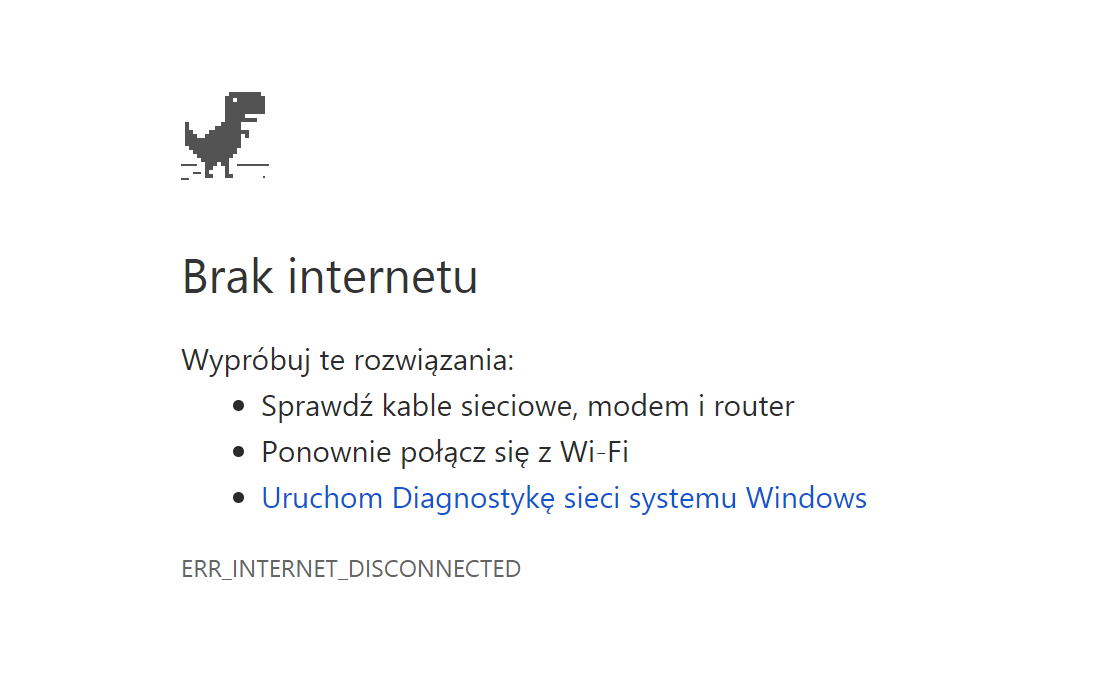 Brak internetu
Wypróbuj te rozwiązania:
Sprawdź kable sieciowe, modem i router
Ponownie połącz się z Wi-Fi
Uruchom Diagnostykę sieci systemu Windows
ERR_INTERNET_DISCONNECTED